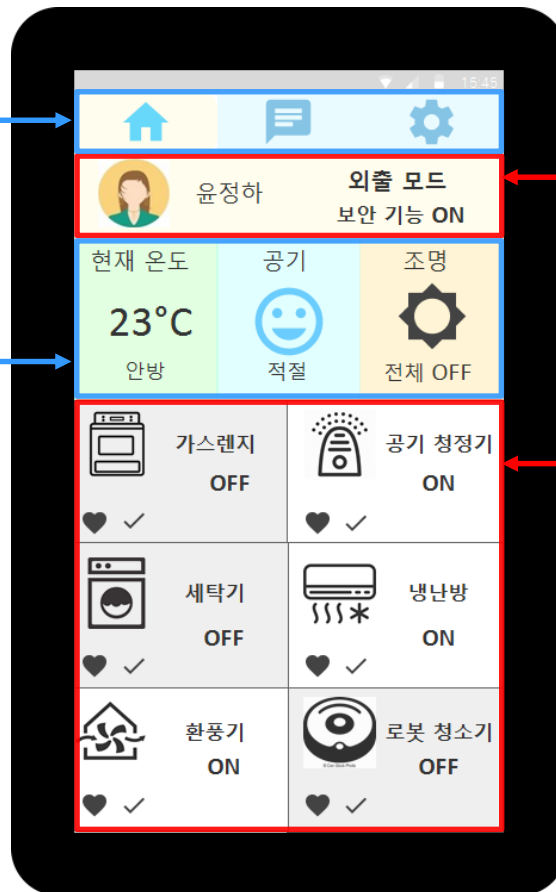 15:45
윤정하
외출 모드
보안 기능 ON
현재 온도
공기
조명
23°C
안방
적절
전체 OFF
가스렌지
OFF
공기 청정기
ON
세탁기
OFF
냉난방
ON
환풍기
ON
로봇 청소기
OFF